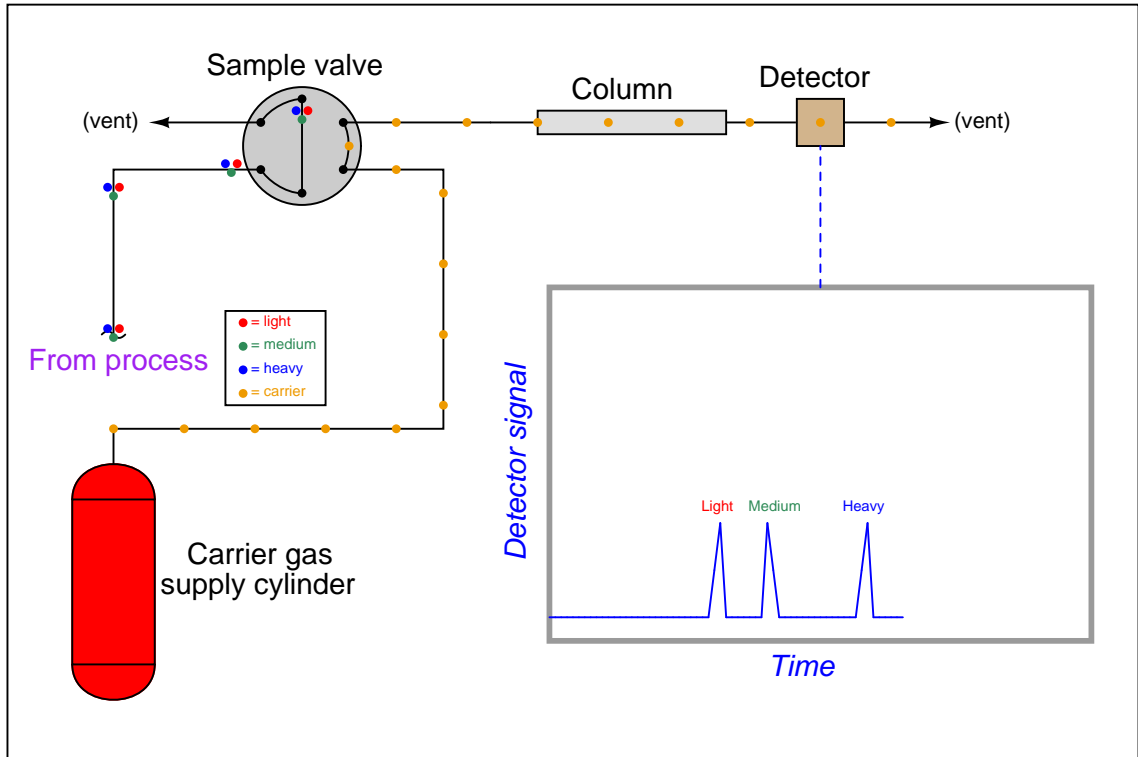 Sample valve
Column
Detector
(vent)
(vent)
= light
= medium
= heavy
= carrier
From process
Detector signal
Light
Medium
Heavy
Carrier gas
supply cylinder
Time